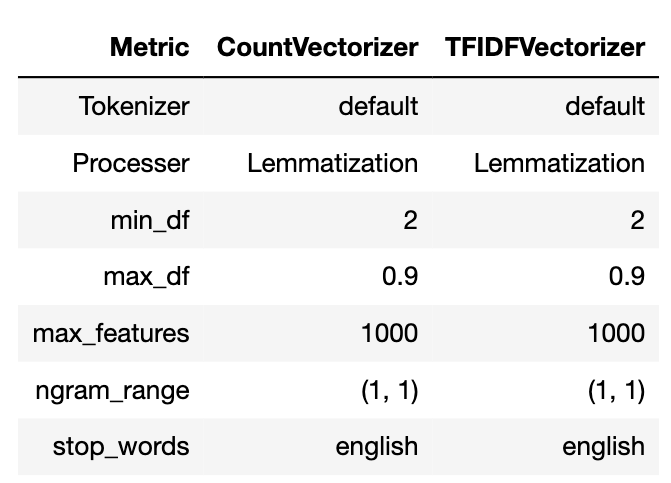 Metric CountVectorizer TFIDFVectorizer
Tokenizer default default
Processer Lemmatization Lemmatization
min_df 2 2
max_df 0.9 0.9
max_features 1000 1000
ngram_range (1, 1) (1, 1)
stop_words english english